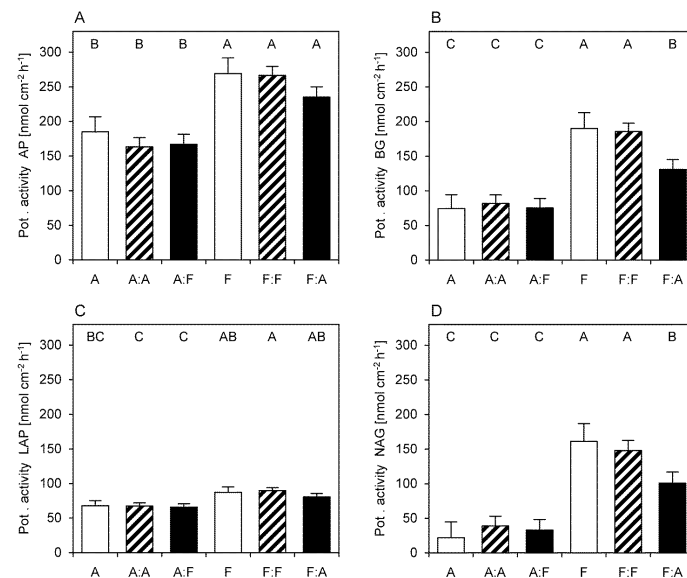 A
B B B A A A
Pot. activity AP [nmol cm-2 h-1]
300
250
200
150
100
50
0
A A:A A:F F F:F F:A
B
C C C A A B
Pot. activity BG [nmol cm-2 h-1]
300
250
200
150
100
50
0
A A:A A:F F F:F F:A
C
BC C C AB A AB
Pot. activity LAP [nmol cm-2 h-1]
300
250
200
150
100
50
0
A A:A A:F F F:F F:A
D
C C C A A B
Pot. activity NAG [nmol cm-2 h-1]
300
250
200
150
100
50
0
A A:A A:F F F:F F:A